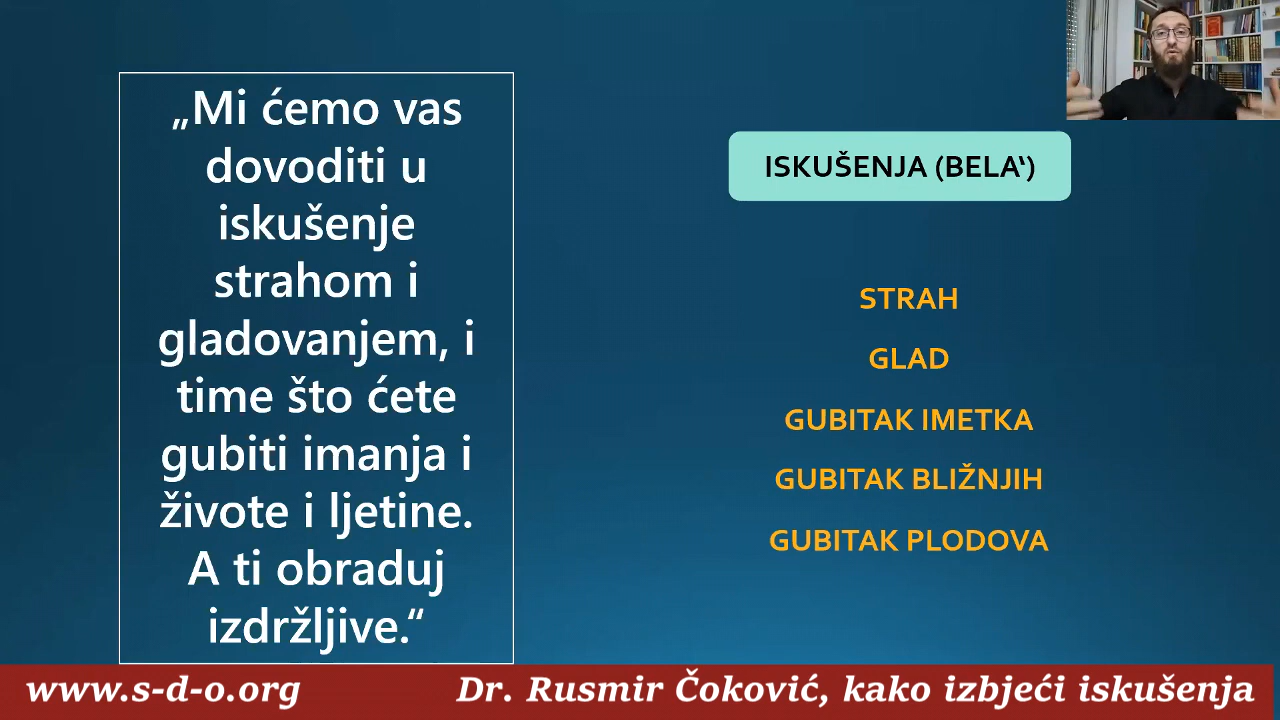 „Mi ćemo vas
dovoditi u
iskušenje
strahom i
gladovanjem, i
time što ćete
gubiti imanja i
živote i ljetine.
A ti obraduj
izdržljive.“
ISKUŠENJA (BELA‘)
STRAH
GLAD
GUBITAK IMETKA
GUBITAK BLIŽNJIH
GUBITAK PLODOVA
www.s-d-o.org
Dr. Rusmir Čoković, kako izbjeći iskušenja